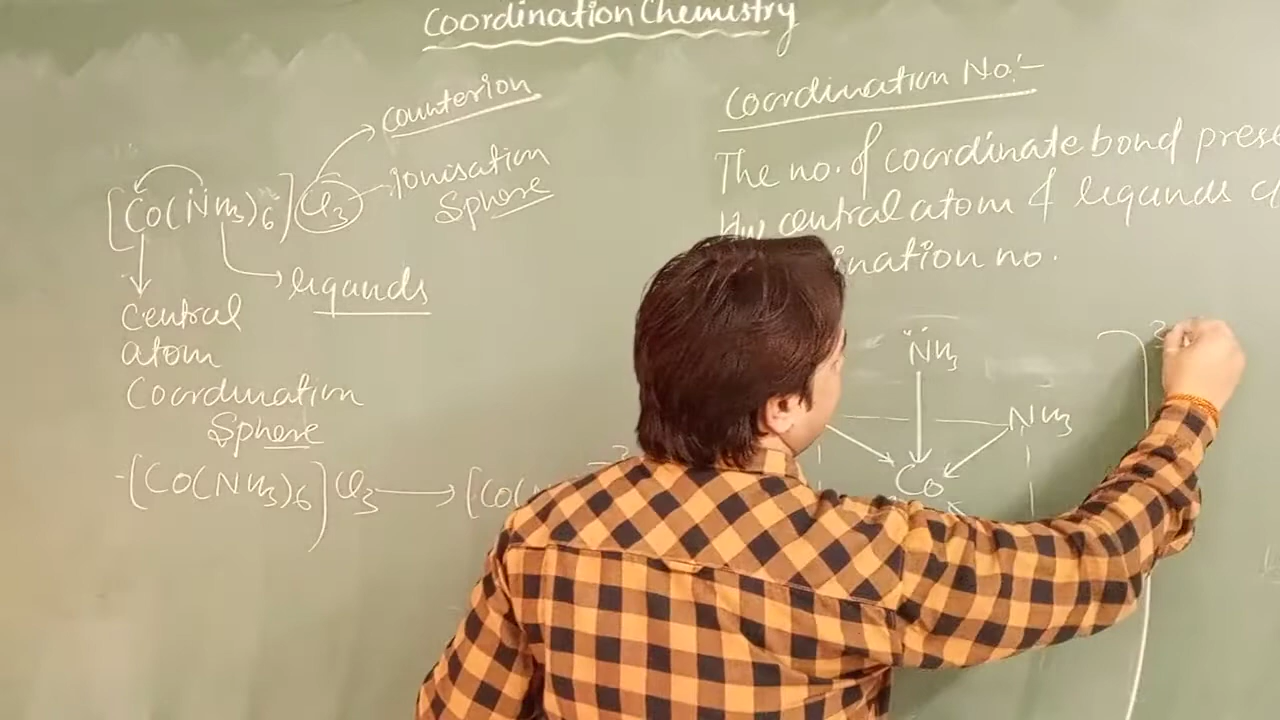 Coordination Chemistry
counterion
ionisation
Sphere
[Co(NH3)6]Cl3
ligands
Central
atom
Coordination
Sphere
[Co(NH3)6]Cl3 → [Co(N
Coordination No:-
The no. of coordinate bond prese
central atom & ligands
ination no.
NH3
NH3
Co
3